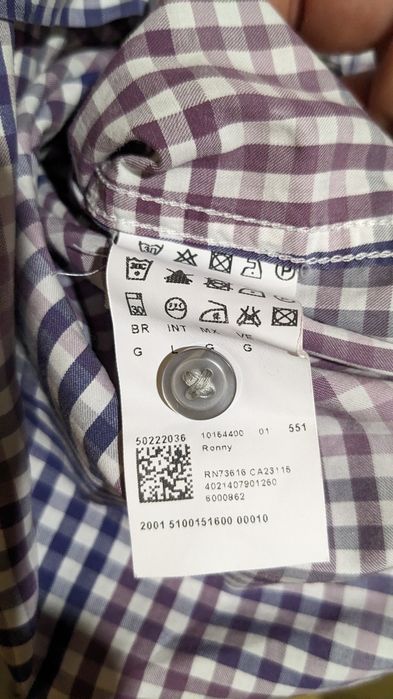 BR INT MX VE
G L G G
50222036 10164400 01 551
Ronny
RN73616 CA23115
4021407901260
6000962
2001 5100151600 00010